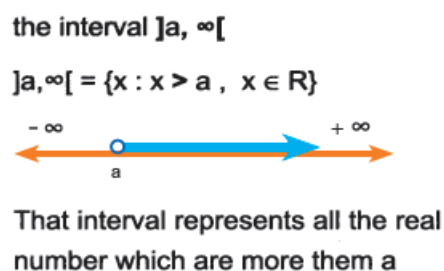 the interval ]a, ∞[
]a,∞[ = {x : x > a , x ∈ R}
- ∞ + ∞
a
That interval represents all the real
number which are more them a